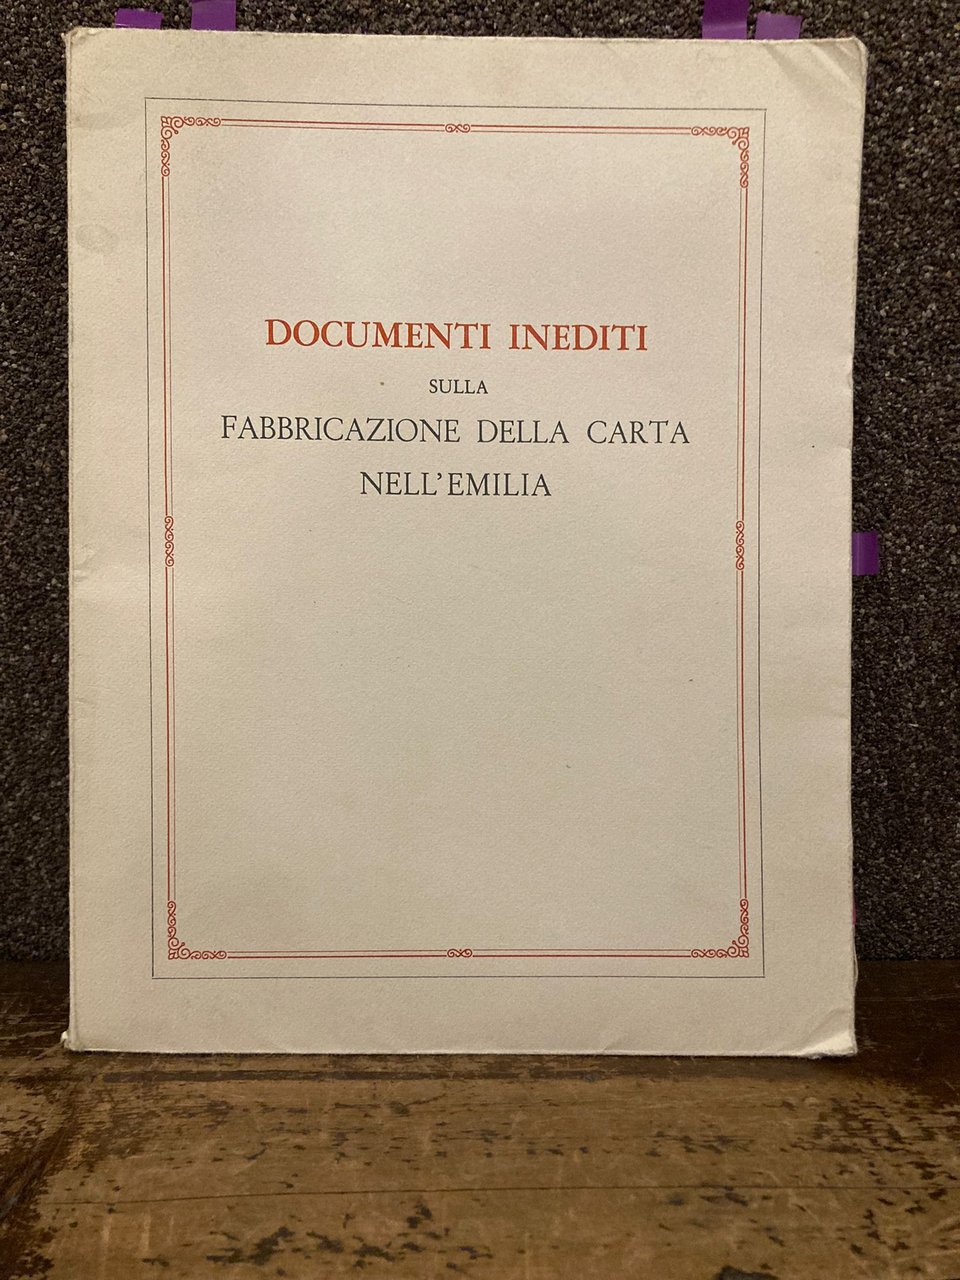 DOCUMENTI INEDITI
SULLA
FABBRICAZIONE DELLA CARTA
NELL'EMILIA